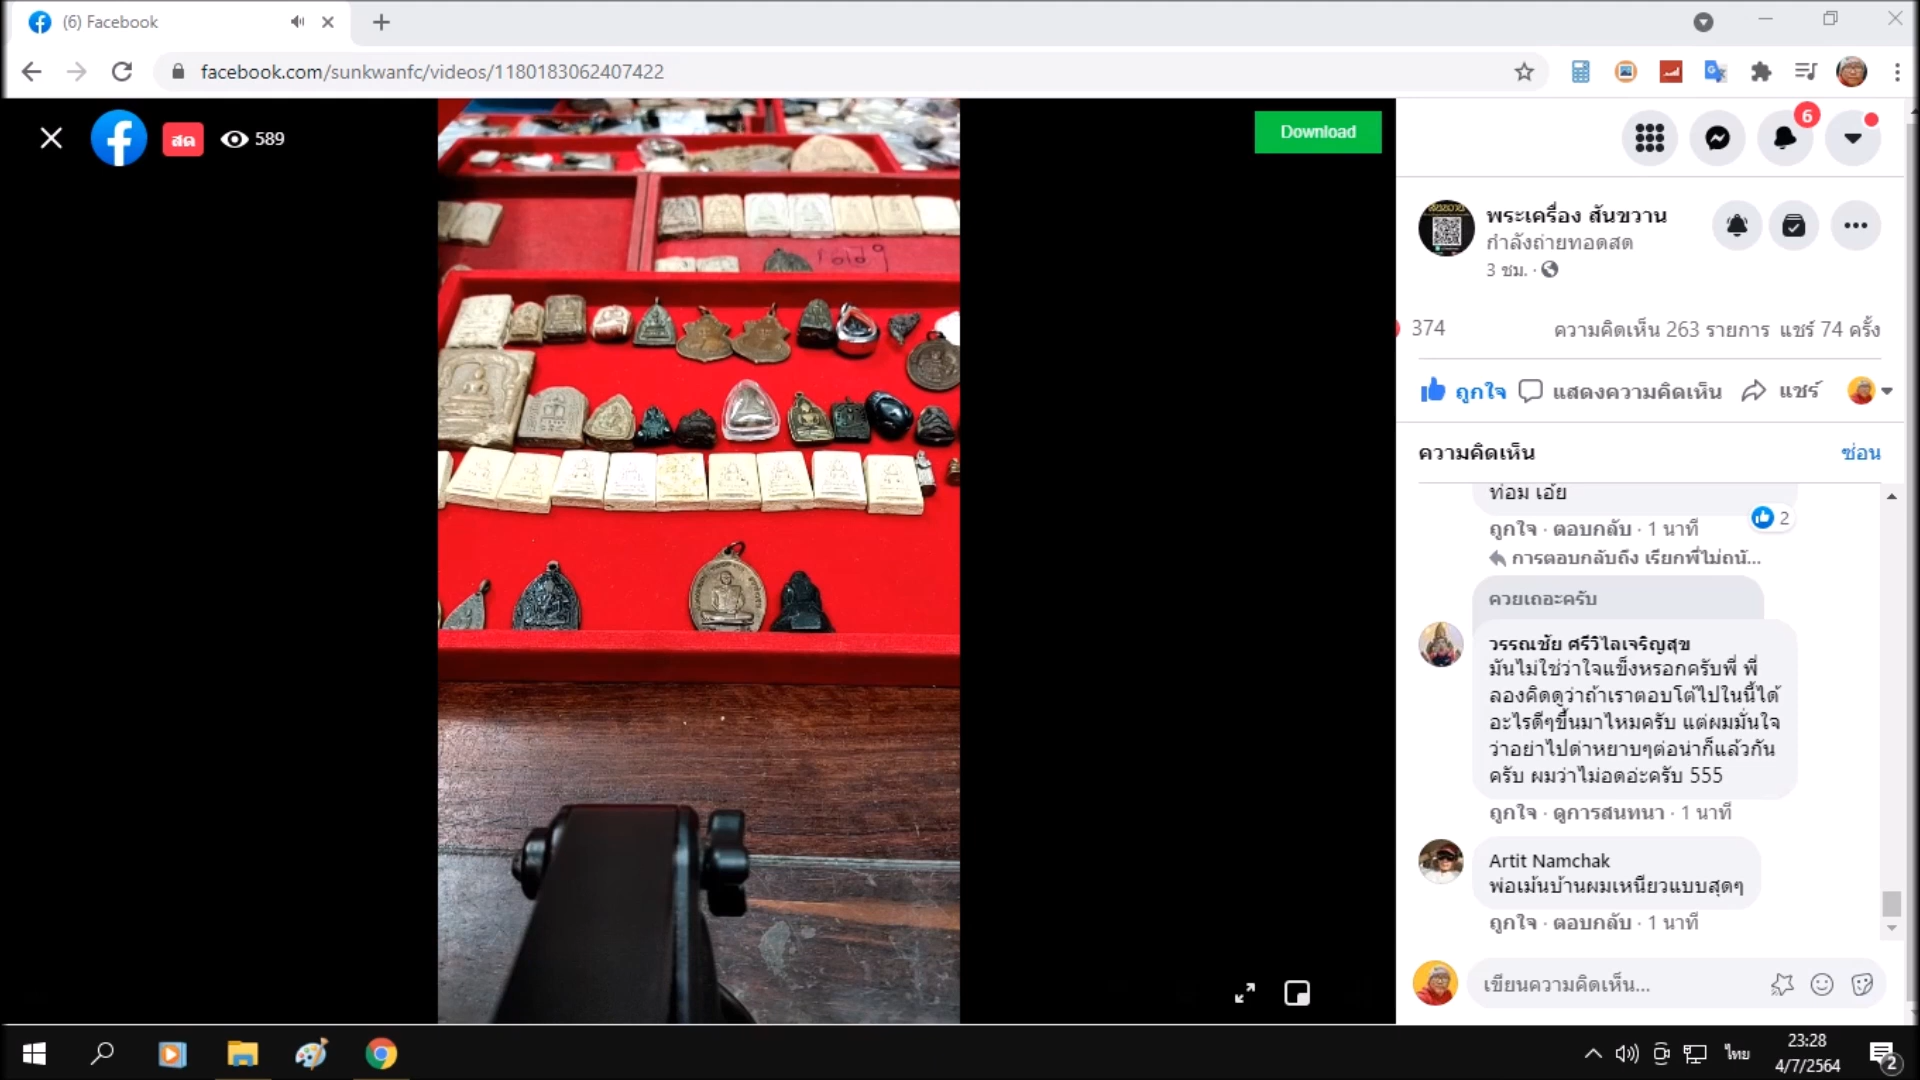 (6) Facebook
facebook.com/sunkwanfc/videos/1180183062407422
สด
589
Download
6
พระเครื่อง สันขวาน
กำลังถ่ายทอดสด
3 ชม. ·
374
ความคิดเห็น 263 รายการ แชร์ 74 ครั้ง
ถูกใจ แสดงความคิดเห็น แชร์
ความคิดเห็น
ซ่อน
ท่อม เอ้ย
2
ถูกใจ · ตอบกลับ · 1 นาที
การตอบกลับถึง เรียกพี่ไม่ถนั...
ควยเถอะครับ
วรรณชัย ศรีวิไลเจริญสุข
มันไม่ใช่ว่าใจแข็งหรอกครับพี่ พี่
ลองคิดดูว่าถ้าเราตอบโต้ไปในนี้ได้
อะไรดีๆขึ้นมาไหมครับ แต่ผมมั่นใจ
ว่าอย่าไปด่าหยาบๆต่อน่าก็แล้วกัน
ครับ ผมว่าไม่อดอ่ะครับ 555
ถูกใจ · ดูการสนทนา · 1 นาที
Artit Namchak
พ่อเม้นบ้านผมเหนียวแบบสุดๆ
ถูกใจ · ตอบกลับ · 1 นาที
เขียนความคิดเห็น...
ไทย
23:28
4/7/2564
2